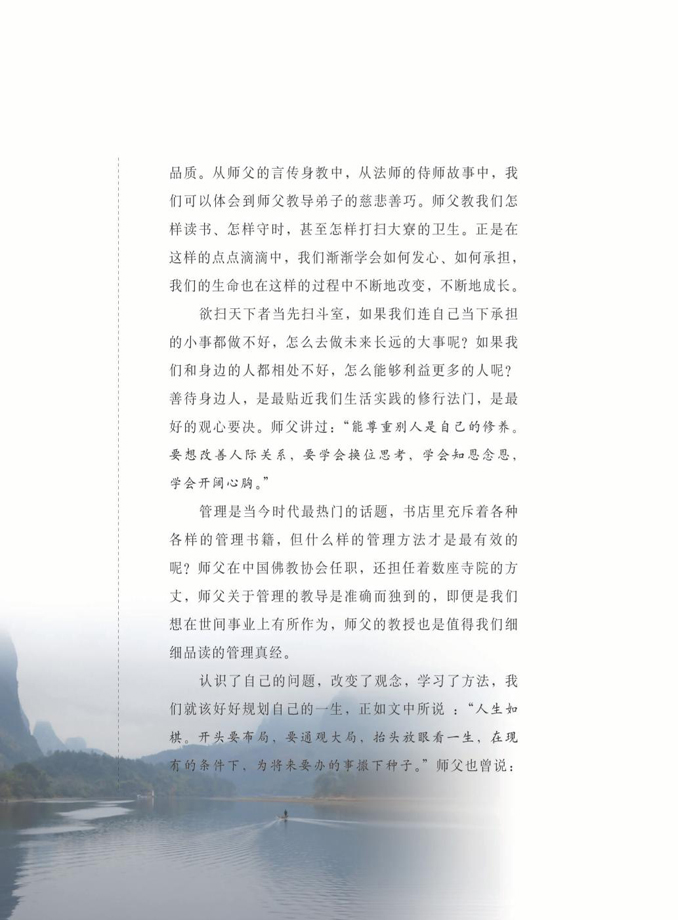 品质。从师父的言传身教中，从法师的侍师故事中，我
们可以体会到师父教导弟子的慈悲善巧。师父教我们怎
样读书、怎样守时，甚至怎样打扫大寮的卫生。正是在
这样的点点滴滴中，我们渐渐学会如何发心、如何承担，
我们的生命也在这样的过程中不断地改变，不断地成长。
欲扫天下者当先扫斗室，如果我们连自己当下承担
的小事都做不好，怎么去做未来长远的大事呢？如果我
们和身边的人都相处不好，怎么能够利益更多的人呢？
善待身边人，是最贴近我们生活实践的修行法门，是最
好的观心要决。师父讲过：“能尊重别人是自己的修养。
要想改善人际关系，要学会换位思考，学会知恩念恩，
学会开阔心胸。”
管理是当今时代最热门的话题，书店里充斥着各种
各样的管理书籍，但什么样的管理方法才是最有效的
呢？师父在中国佛教协会任职，还担任着数座寺院的方
丈，师父关于管理的教导是准确而独到的，即便是我们
想在世间事业上有所作为，师父的教授也是值得我们细
细品读的管理真经。
认识了自己的问题，改变了观念，学习了方法，我
们就该好好规划自己的一生，正如文中所说：“人生如
棋。开头要布局，要通观大局，抬头放眼看一生，在现
有的条件下，为将来要办的事撒下种子。”师父也曾说：